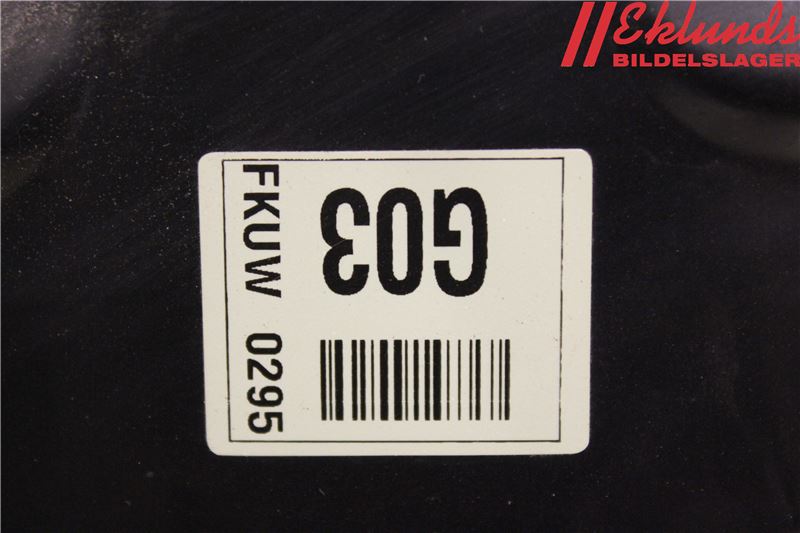 Eklunds
BILDELSLAGER
G03
FKUW 0295